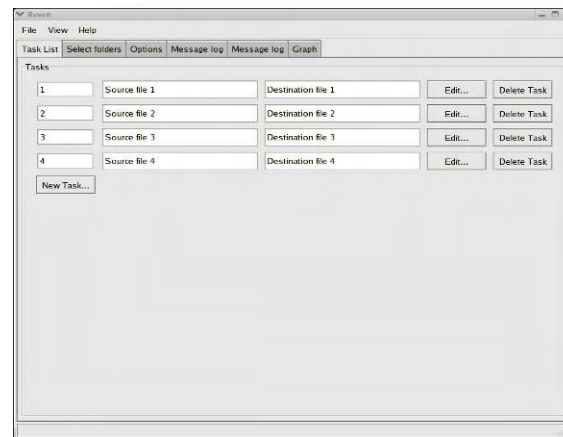 Revert
File View Help
Task List Select folders Options Message log Message log Graph
Tasks
1 Source file 1 Destination file 1 Edit... Delete Task
2 Source file 2 Destination file 2 Edit... Delete Task
3 Source file 3 Destination file 3 Edit... Delete Task
4 Source file 4 Destination file 4 Edit... Delete Task
New Task...